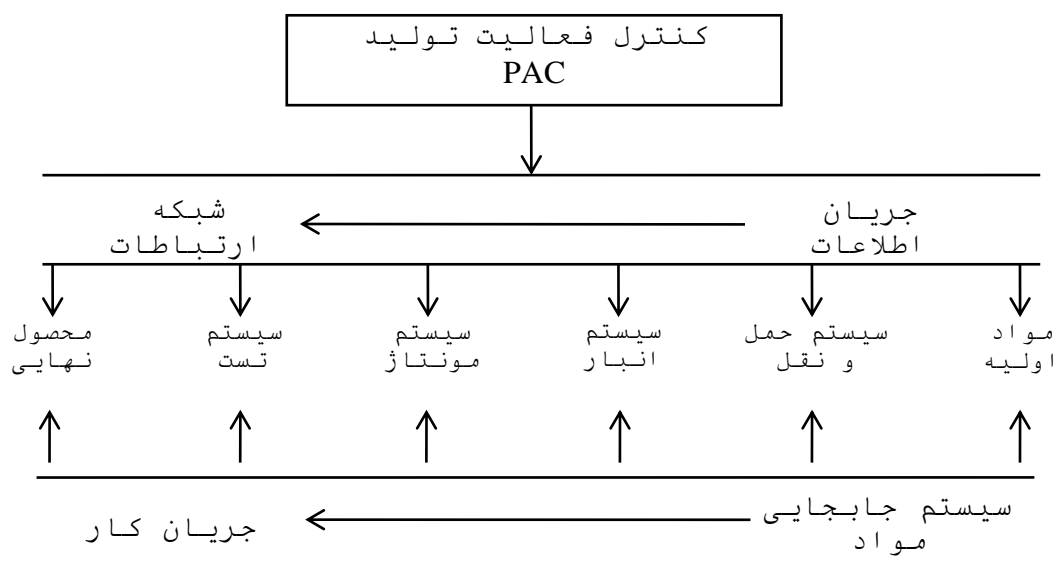 کنترل فعالیت تولید
PAC
جریان
اطلاعات
شبکه
ارتباطات
مواد
اولیه
سیستم حمل
و نقل
سیستم
انبار
سیستم
مونتاژ
سیستم
تست
محصول
نهایی
سیستم جابجایی
مواد
جریان کار